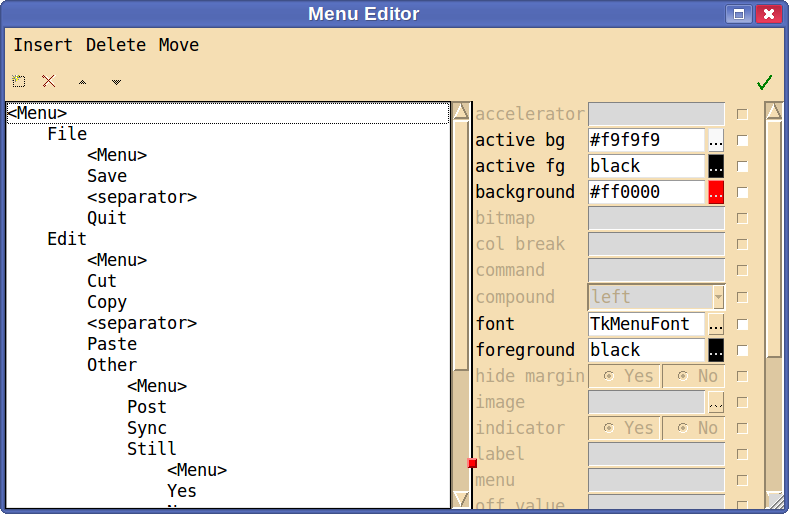 Menu Editor
Insert Delete Move
<Menu>
File
<Menu>
Save
<separator>
Quit
Edit
<Menu>
Cut
Copy
<separator>
Paste
Other
<Menu>
Post
Sync
Still
<Menu>
Yes
accelerator
active bg #f9f9f9 ...
active fg black ...
background #ff0000 ...
bitmap
col break
command
compound left
font TkMenuFont ...
foreground black ...
hide margin Yes No
image ...
indicator Yes No
label
menu
off value